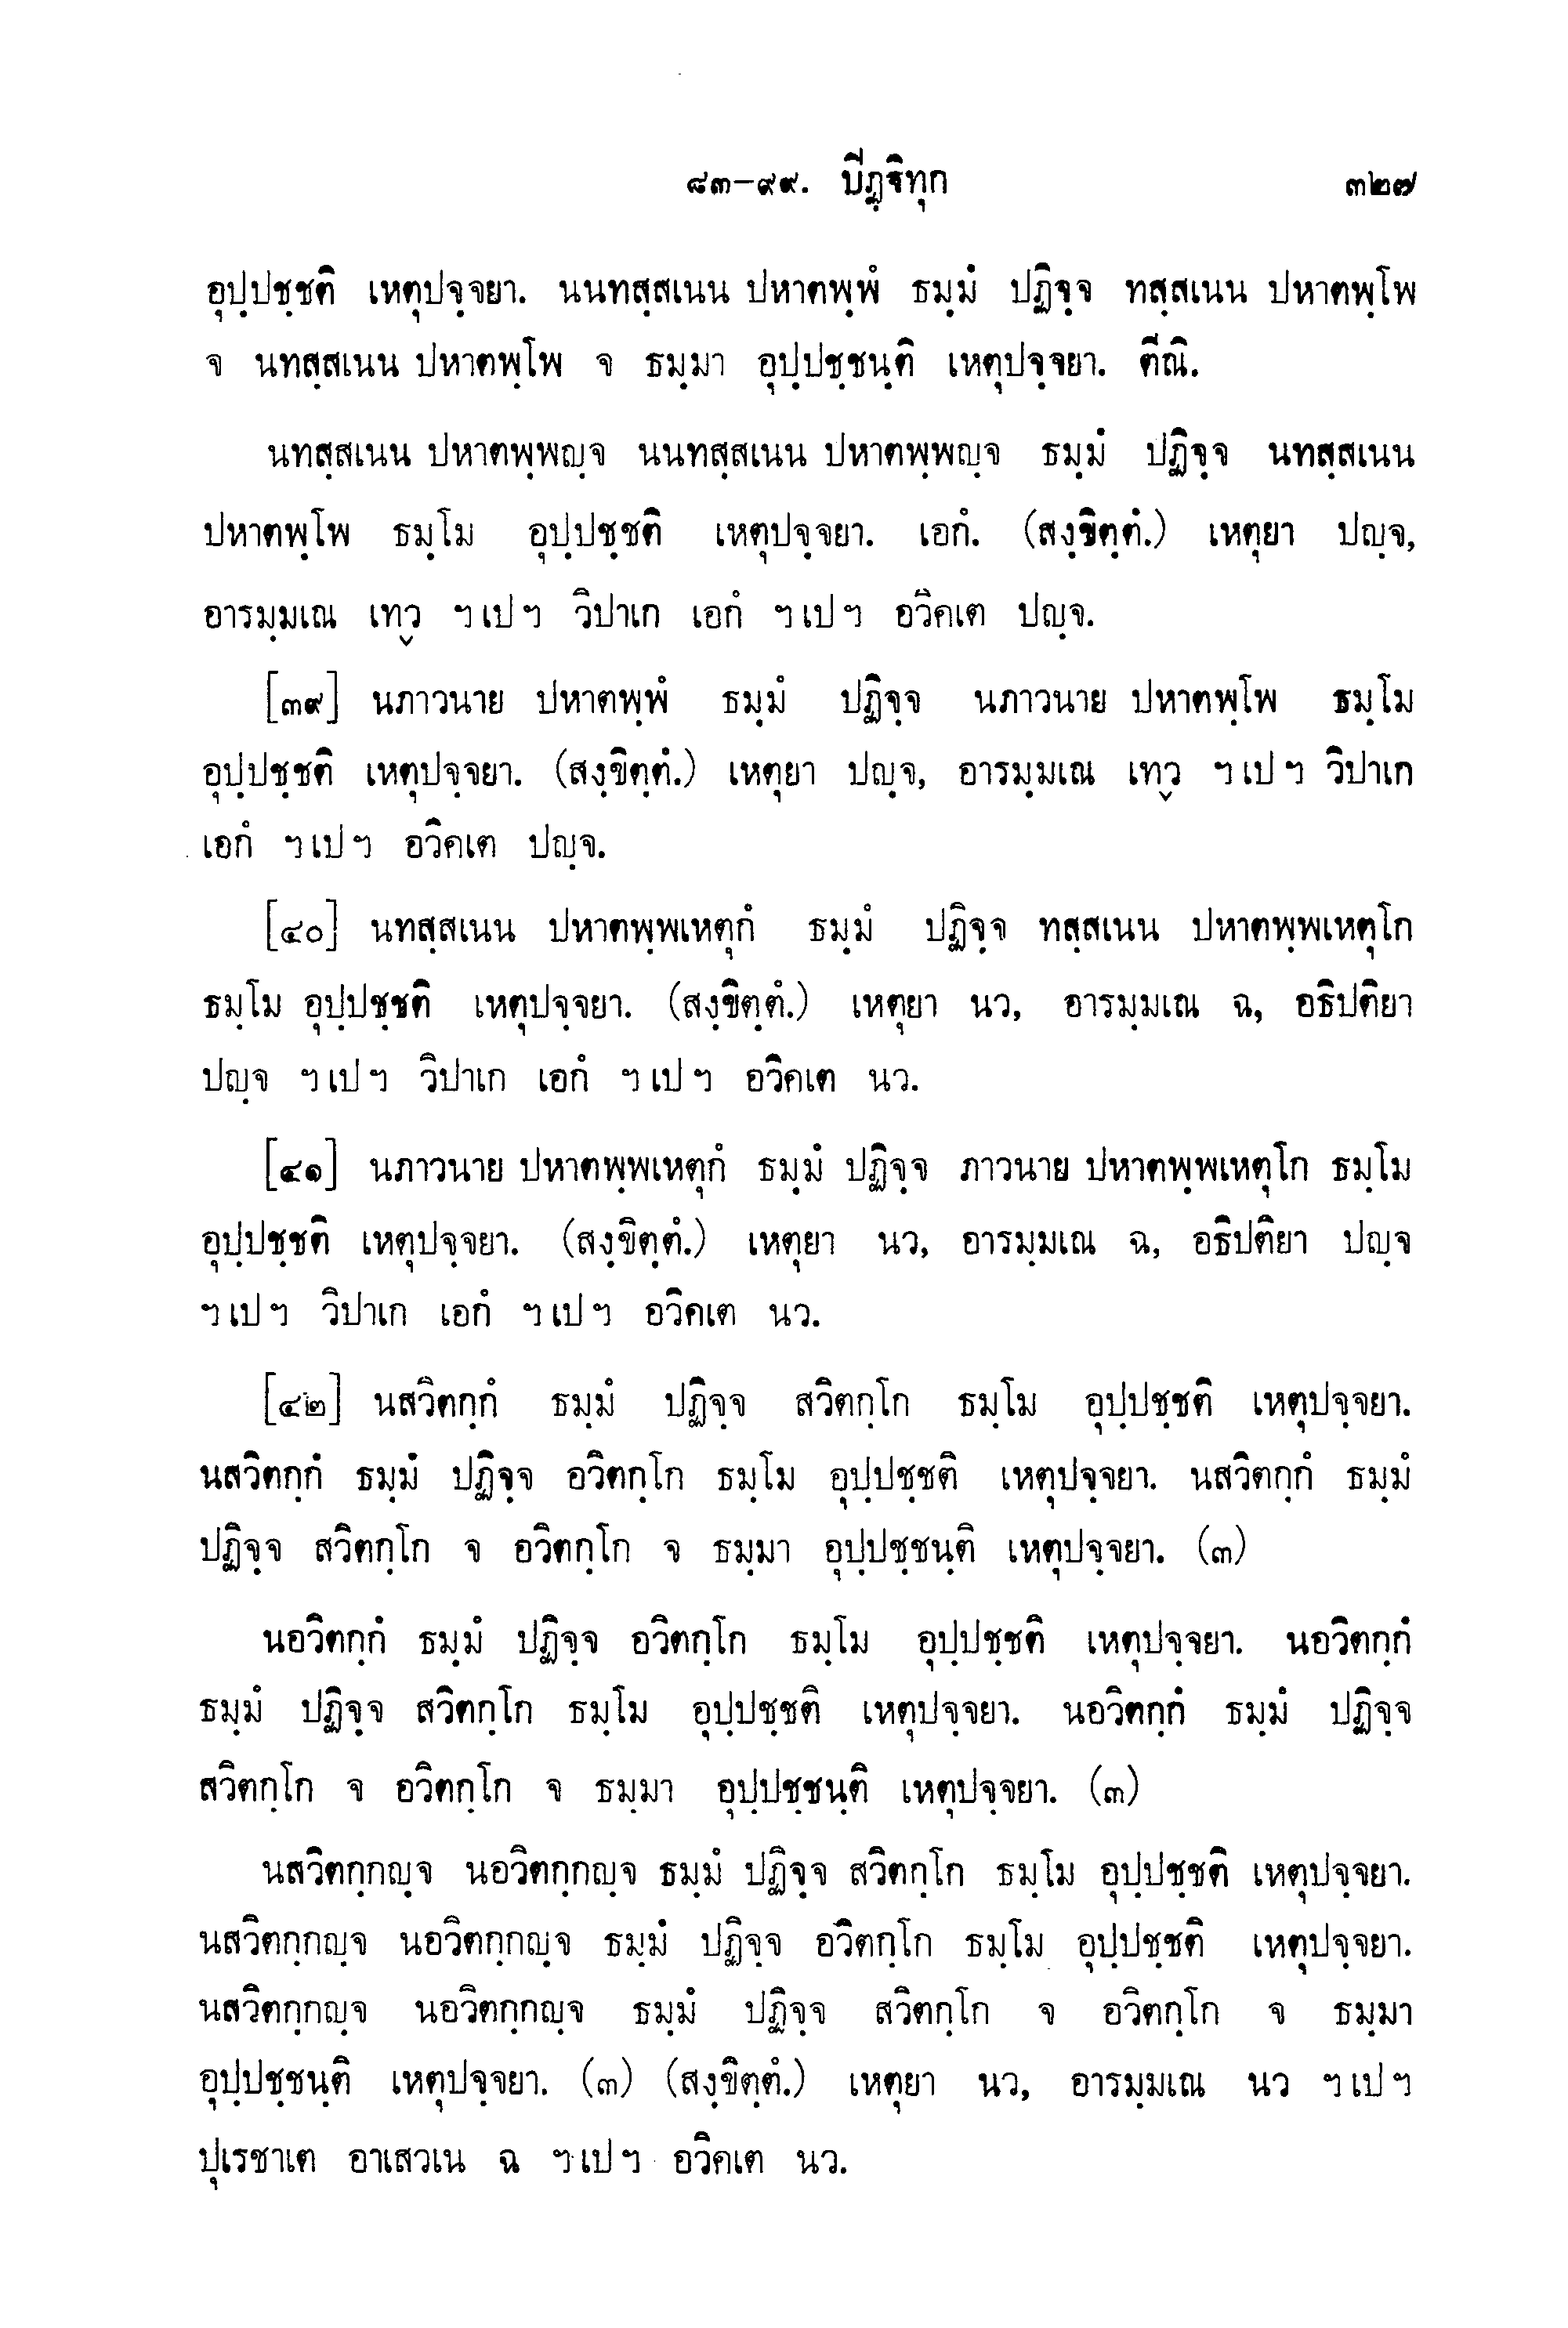 ๘๓-๙๙. ปีฏฺฐิทุก ๓๒๗
อุปฺปชฺชติ เหตุปจฺจยา. นนทสฺสเนน ปหาตพฺพํ ธมฺมํ ปฏิจฺจ ทสฺสเนน ปหาตพฺโพ
จ นทสฺสเนน ปหาตพฺโพ จ ธมฺมา อุปฺปชฺชนฺติ เหตุปจฺจยา. ตีณิ.
นทสฺสเนน ปหาตพฺพญฺจ นนทสฺสเนน ปหาตพฺพญฺจ ธมฺมํ ปฏิจฺจ นทสฺสเนน
ปหาตพฺโพ ธมฺโม อุปฺปชฺชติ เหตุปจฺจยา. เอกํ. (สงฺขิตฺตํ.) เหตุยา ปญฺจ,
อารมฺมเณ เทฺว ฯเปฯ วิปาเก เอกํ ฯเปฯ อวิคเต ปญฺจ.
[๓๙] นภาวนาย ปหาตพฺพํ ธมฺมํ ปฏิจฺจ นภาวนาย ปหาตพฺโพ ธมฺโม
อุปฺปชฺชติ เหตุปจฺจยา. (สงฺขิตฺตํ.) เหตุยา ปญฺจ, อารมฺมเณ เทฺว ฯเปฯ วิปาเก
เอกํ ฯเปฯ อวิคเต ปญฺจ.
[๔๐] นทสฺสเนน ปหาตพฺพเหตุกํ ธมฺมํ ปฏิจฺจ ทสฺสเนน ปหาตพฺพเหตุโก
ธมฺโม อุปฺปชฺชติ เหตุปจฺจยา. (สงฺขิตฺตํ.) เหตุยา นว, อารมฺมเณ ฉ, อธิปติยา
ปญฺจ ฯเปฯ วิปาเก เอกํ ฯเปฯ อวิคเต นว.
[๔๑] นภาวนาย ปหาตพฺพเหตุกํ ธมฺมํ ปฏิจฺจ ภาวนาย ปหาตพฺพเหตุโก ธมฺโม
อุปฺปชฺชติ เหตุปจฺจยา. (สงฺขิตฺตํ.) เหตุยา นว, อารมฺมเณ ฉ, อธิปติยา ปญฺจ
ฯเปฯ วิปาเก เอกํ ฯเปฯ อวิคเต นว.
[๔๒] นสวิตกฺกํ ธมฺมํ ปฏิจฺจ สวิตกฺโก ธมฺโม อุปฺปชฺชติ เหตุปจฺจยา.
นสวิตกฺกํ ธมฺมํ ปฏิจฺจ อวิตกฺโก ธมฺโม อุปฺปชฺชติ เหตุปจฺจยา. นสวิตกฺกํ ธมฺมํ
ปฏิจฺจ สวิตกฺโก จ อวิตกฺโก จ ธมฺมา อุปฺปชฺชนฺติ เหตุปจฺจยา. (๓)
นอวิตกฺกํ ธมฺมํ ปฏิจฺจ อวิตกฺโก ธมฺโม อุปฺปชฺชติ เหตุปจฺจยา. นอวิตกฺกํ
ธมฺมํ ปฏิจฺจ สวิตกฺโก ธมฺโม อุปฺปชฺชติ เหตุปจฺจยา. นอวิตกฺกํ ธมฺมํ ปฏิจฺจ
สวิตกฺโก จ อวิตกฺโก จ ธมฺมา อุปฺปชฺชนฺติ เหตุปจฺจยา. (๓)
นสวิตกฺกญฺจ นอวิตกฺกญฺจ ธมฺมํ ปฏิจฺจ สวิตกฺโก ธมฺโม อุปฺปชฺชติ เหตุปจฺจยา.
นสวิตกฺกญฺจ นอวิตกฺกญฺจ ธมฺมํ ปฏิจฺจ อวิตกฺโก ธมฺโม อุปฺปชฺชติ เหตุปจฺจยา.
นสวิตกฺกญฺจ นอวิตกฺกญฺจ ธมฺมํ ปฏิจฺจ สวิตกฺโก จ อวิตกฺโก จ ธมฺมา
อุปฺปชฺชนฺติ เหตุปจฺจยา. (๓) (สงฺขิตฺตํ.) เหตุยา นว, อารมฺมเณ นว ฯเปฯ
ปุเรชาเต อาเสวเน ฉ ฯเปฯ อวิคเต นว.